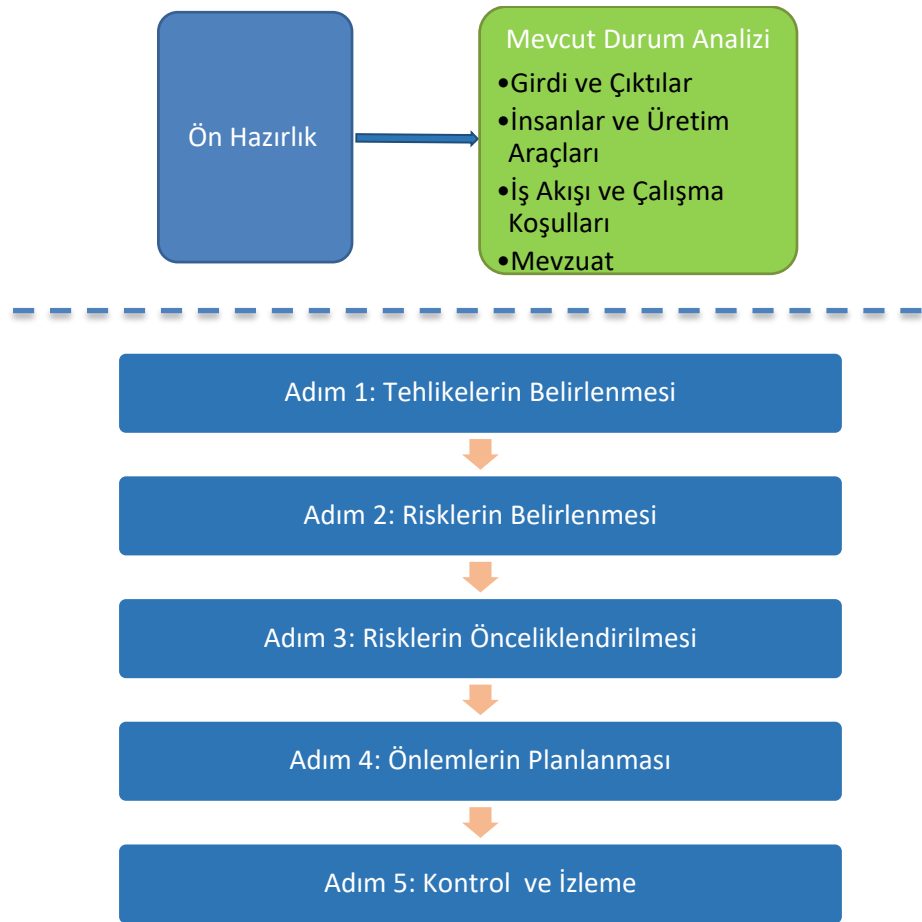 Ön Hazırlık
Mevcut Durum Analizi
•Girdi ve Çıktılar
•İnsanlar ve Üretim
Araçları
•İş Akışı ve Çalışma
Koşulları
•Mevzuat
Adım 1: Tehlikelerin Belirlenmesi
Adım 2: Risklerin Belirlenmesi
Adım 3: Risklerin Önceliklendirilmesi
Adım 4: Önlemlerin Planlanması
Adım 5: Kontrol ve İzleme